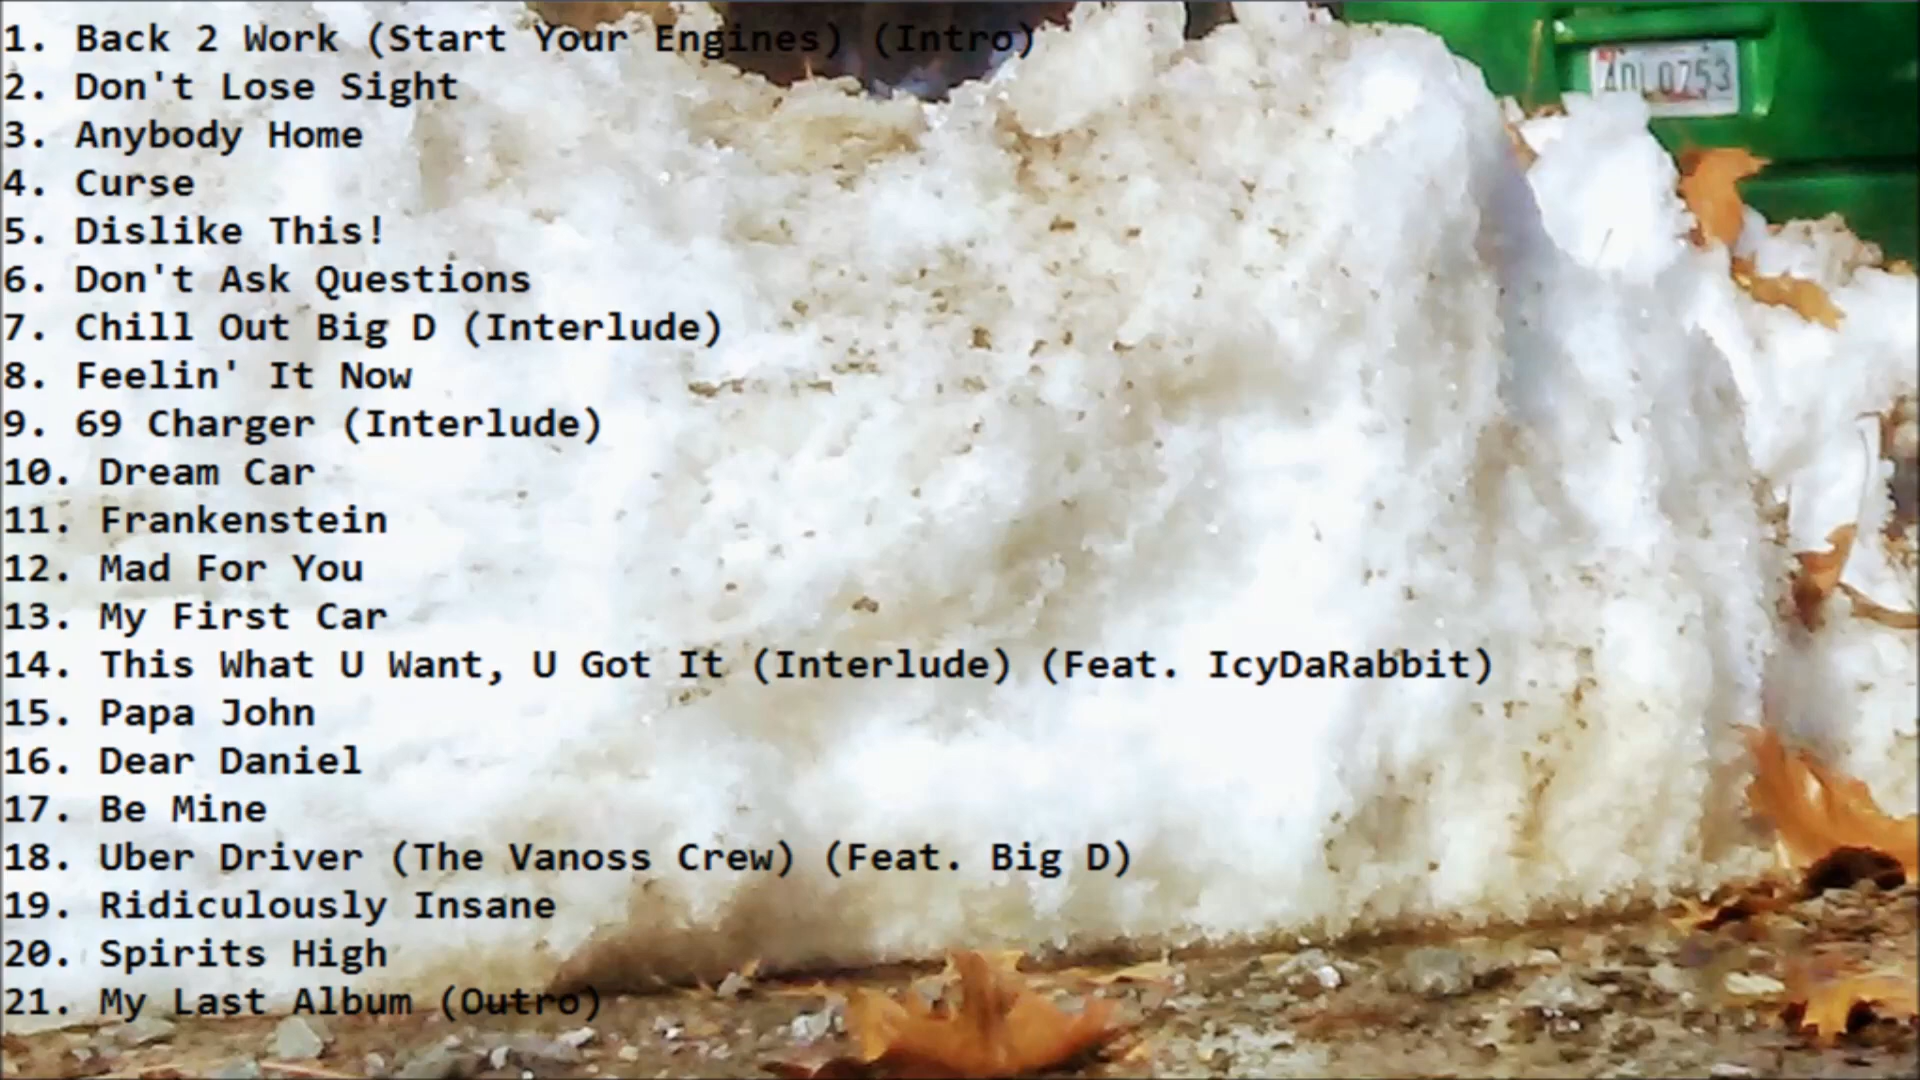 1. Back 2 Work (Start Your Engines) (Intro)
2. Don't Lose Sight
3. Anybody Home
4. Curse
5. Dislike This!
6. Don't Ask Questions
7. Chill Out Big D (Interlude)
8. Feelin' It Now
9. 69 Charger (Interlude)
10. Dream Car
11. Frankenstein
12. Mad For You
13. My First Car
14. This What U Want, U Got It (Interlude) (Feat. IcyDaRabbit)
15. Papa John
16. Dear Daniel
17. Be Mine
18. Uber Driver (The Vanoss Crew) (Feat. Big D)
19. Ridiculously Insane
20. Spirits High
21. My Last Album (Outro)